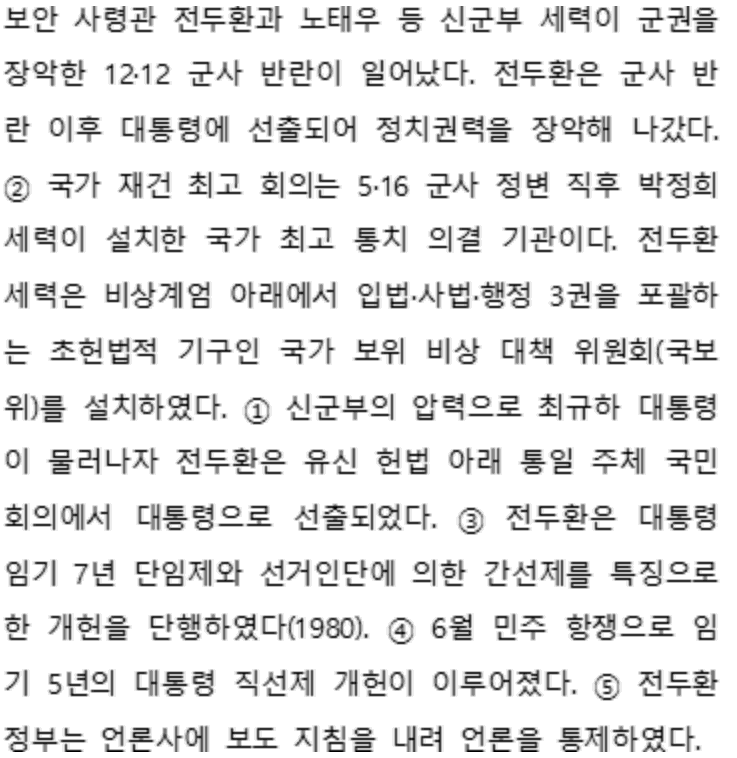 보안 사령관 전두환과 노태우 등 신군부 세력이 군권을
장악한 12·12 군사 반란이 일어났다. 전두환은 군사 반
란 이후 대통령에 선출되어 정치권력을 장악해 나갔다.
② 국가 재건 최고 회의는 5·16 군사 정변 직후 박정희
세력이 설치한 국가 최고 통치 의결 기관이다. 전두환
세력은 비상계엄 아래에서 입법·사법·행정 3권을 포괄하
는 초헌법적 기구인 국가 보위 비상 대책 위원회(국보
위)를 설치하였다. ① 신군부의 압력으로 최규하 대통령
이 물러나자 전두환은 유신 헌법 아래 통일 주체 국민
회의에서 대통령으로 선출되었다. ③ 전두환은 대통령
임기 7년 단임제와 선거인단에 의한 간선제를 특징으로
한 개헌을 단행하였다(1980). ④ 6월 민주 항쟁으로 임
기 5년의 대통령 직선제 개헌이 이루어졌다. ⑤ 전두환
정부는 언론사에 보도 지침을 내려 언론을 통제하였다.